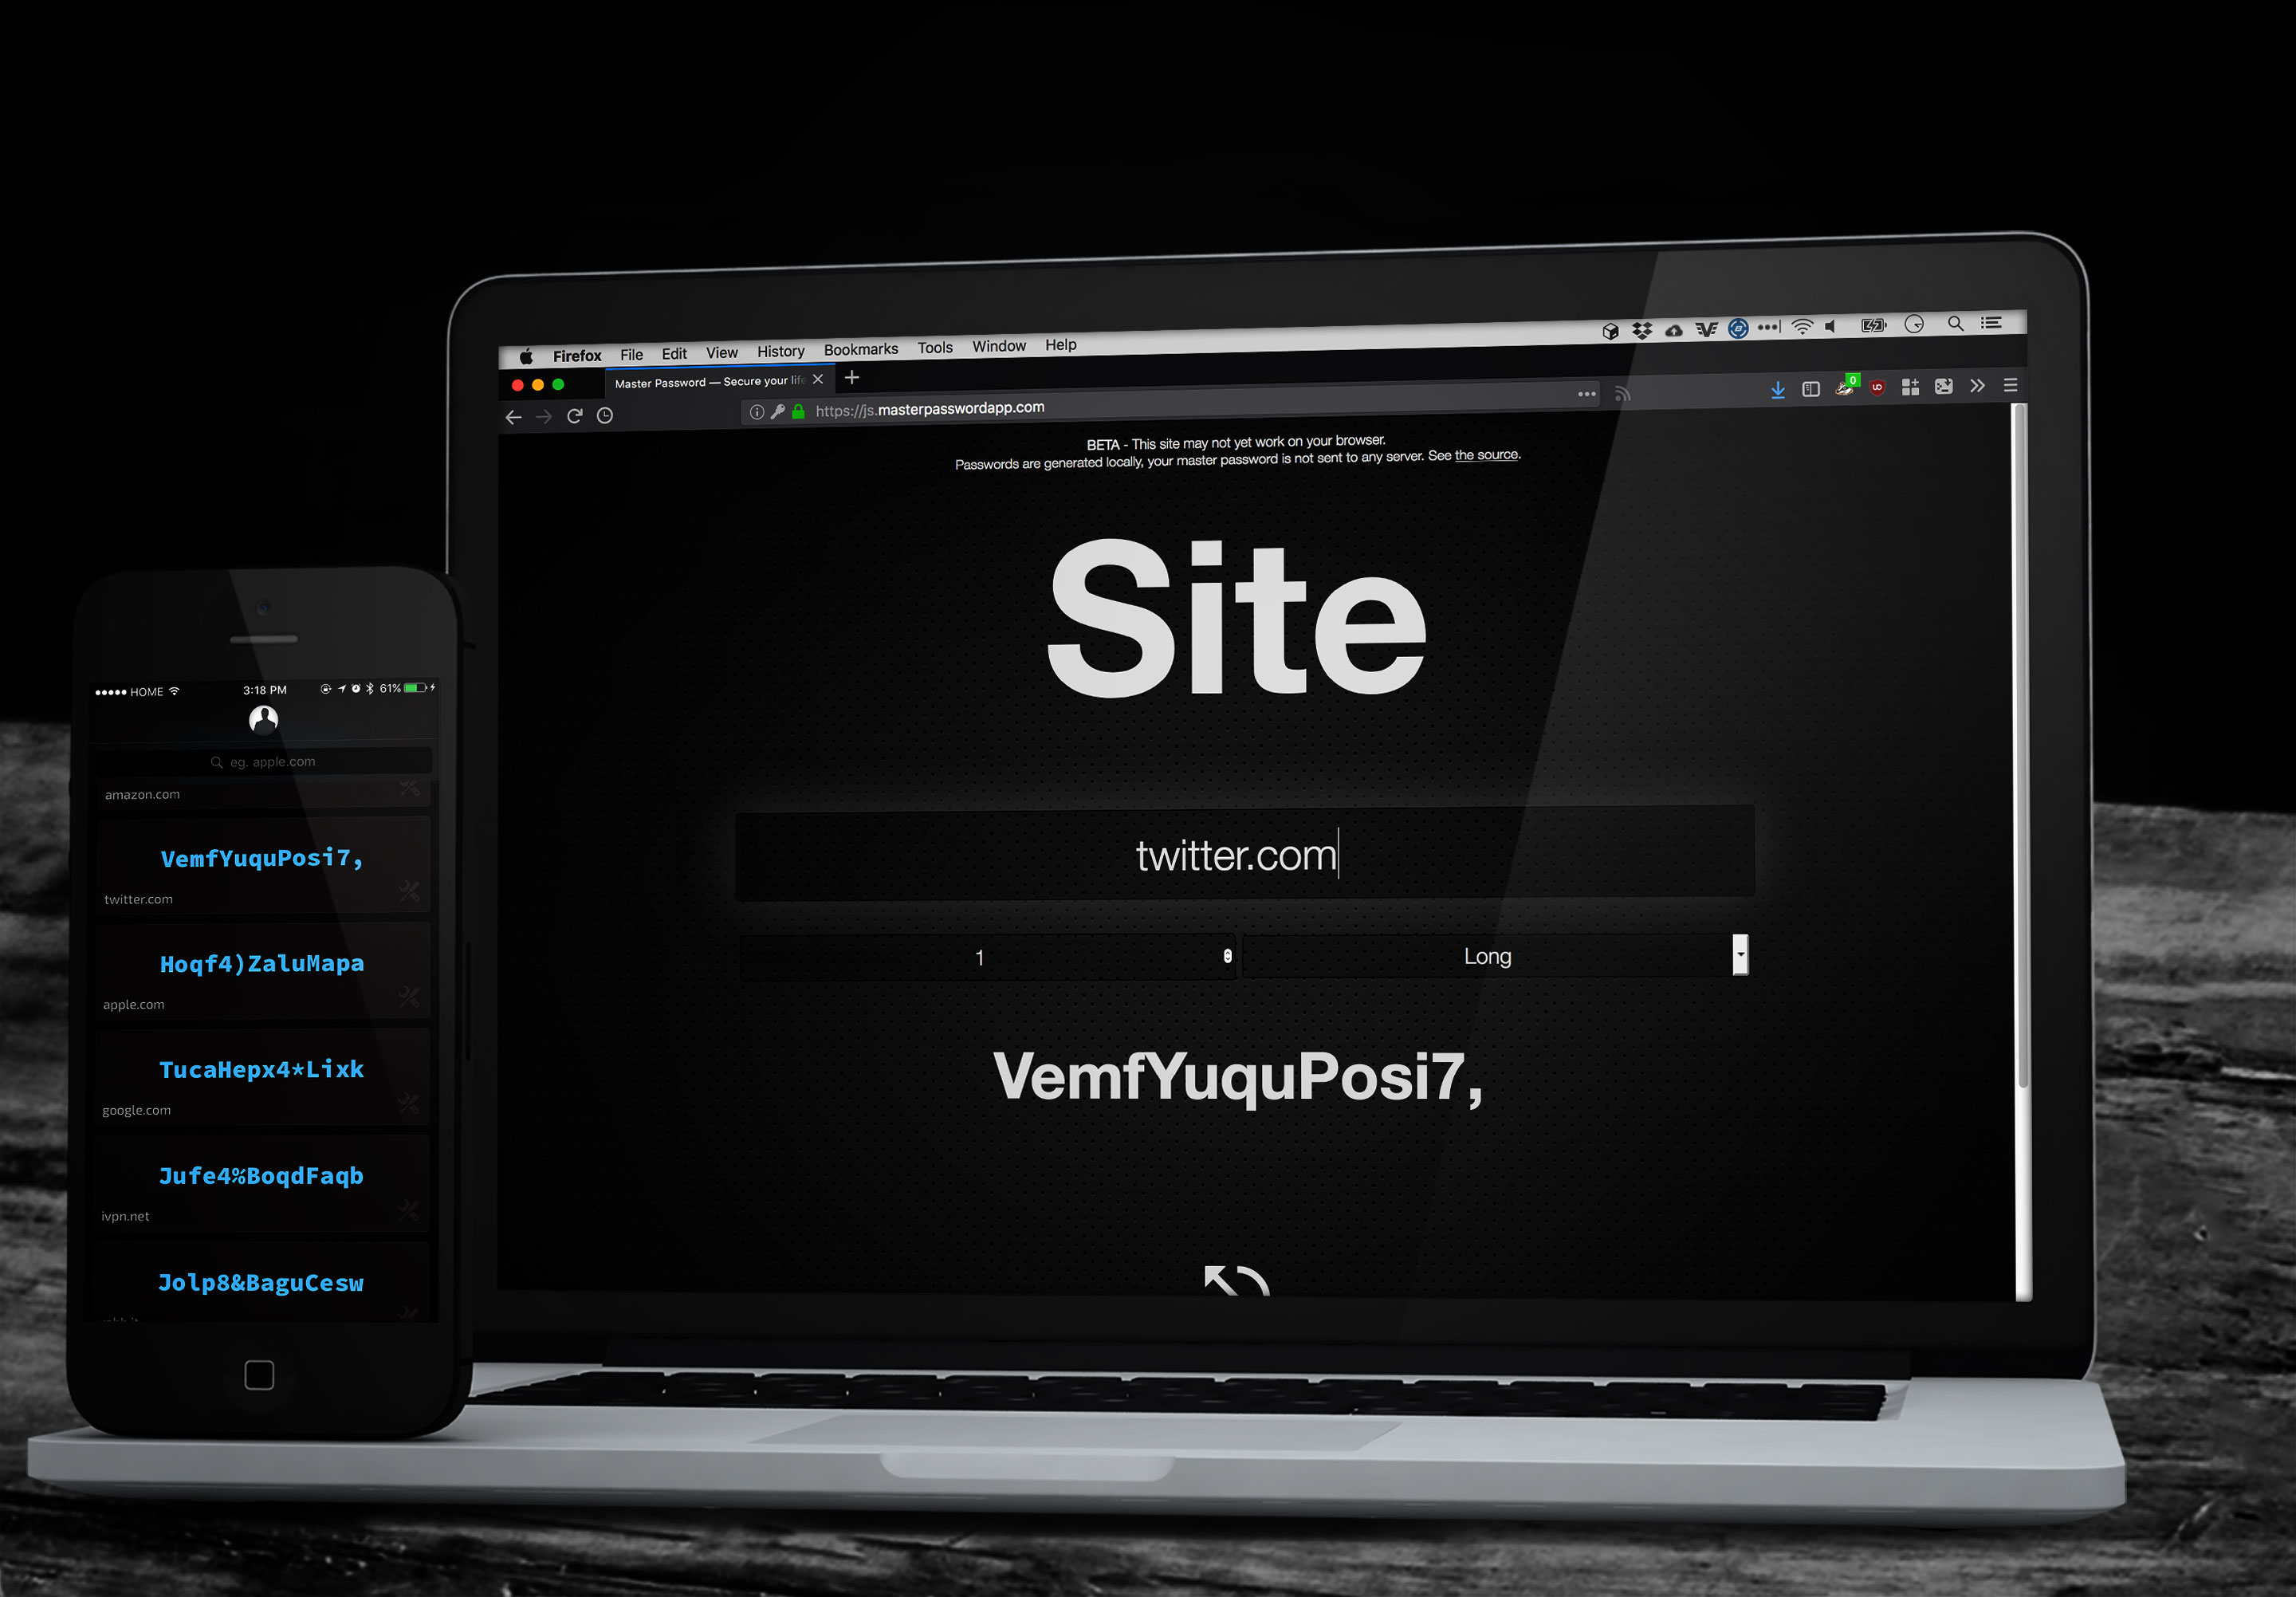 Firefox File Edit View History Bookmarks Tools Window Help
Master Password — Secure your life
0
https://js.masterpasswordapp.com
BETA - This site may not yet work on your browser.
Passwords are generated locally, your master password is not sent to any server. See the source.
Site
twitter.com
1
Long
VemfYuquPosi7,
HOME 3:18 PM 61%
eg. apple.com
amazon.com
VemfYuquPosi7,
twitter.com
Hoqf4)ZaluMapa
apple.com
TucaHepx4*Lixk
google.com
Jufe4%BoqdFaqb
ivpn.net
Jolp8&BaguCesw